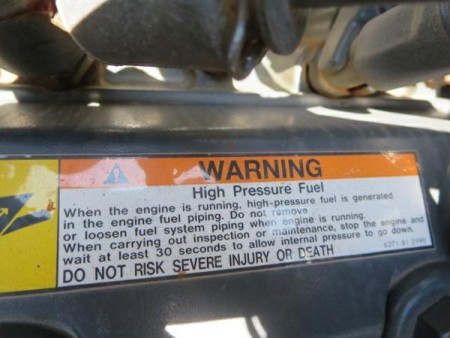 WARNING
High Pressure Fuel
When the engine is running, high-pressure fuel is generated
in the engine fuel piping. Do not remove
or loosen fuel system piping when engine is running.
When carrying out inspection or maintenance, stop the engine and
wait at least 30 seconds to allow internal pressure to go down.
DO NOT RISK SEVERE INJURY OR DEATH